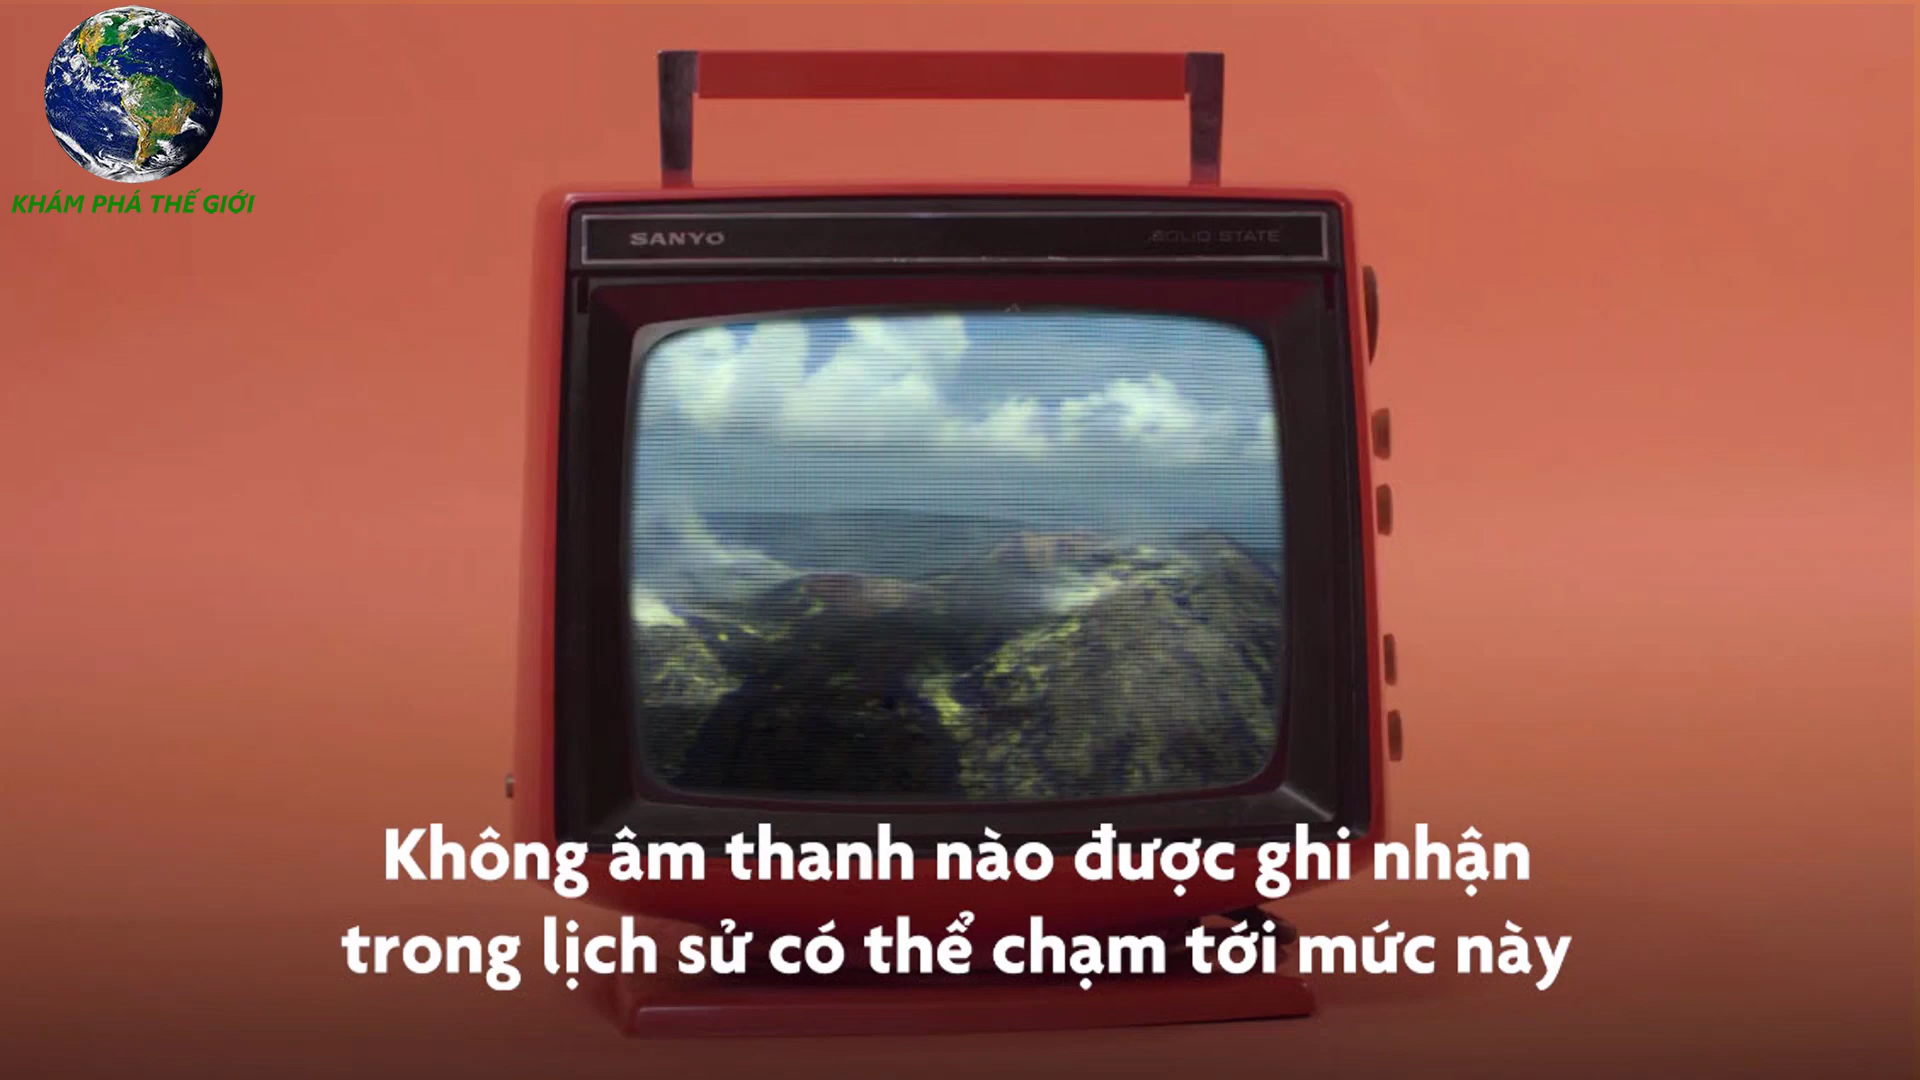 KHÁM PHÁ THẾ GIỚI
SANYO
SOLID STATE
Không âm thanh nào được ghi nhận
trong lịch sử có thể chạm tới mức này